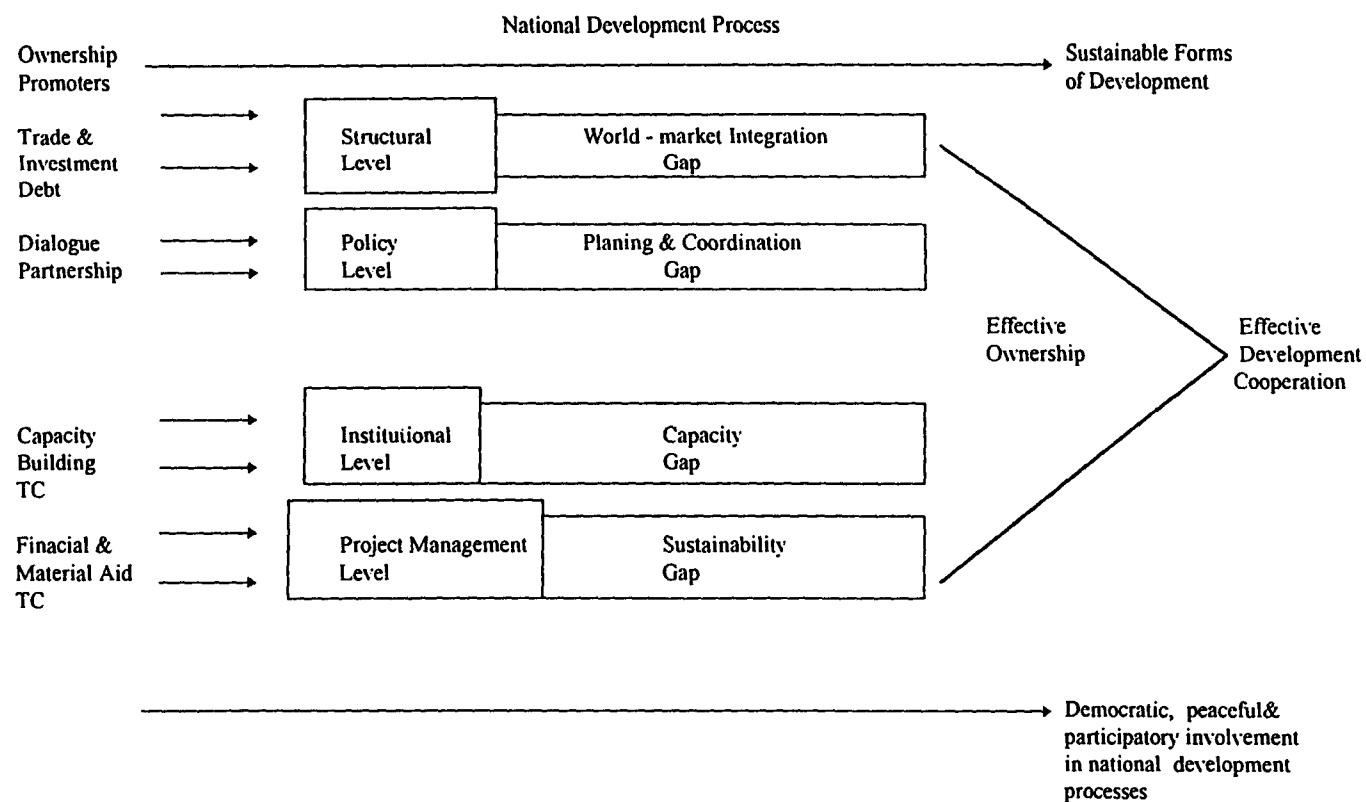 National Development Process
Ownership
Promoters
Sustainable Forms
of Development
Trade &
Investment
Debt
Structural
Level
World - market Integration
Gap
Dialogue
Partnership
Policy
Level
Planing & Coordination
Gap
Effective
Ownership
Effective
Development
Cooperation
Capacity
Building
TC
Institutional
Level
Capacity
Gap
Finacial &
Material Aid
TC
Project Management
Level
Sustainability
Gap
Democratic, peaceful&
participatory involvement
in national development
processes